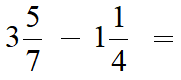 3 5/7 − 1 1/4 =